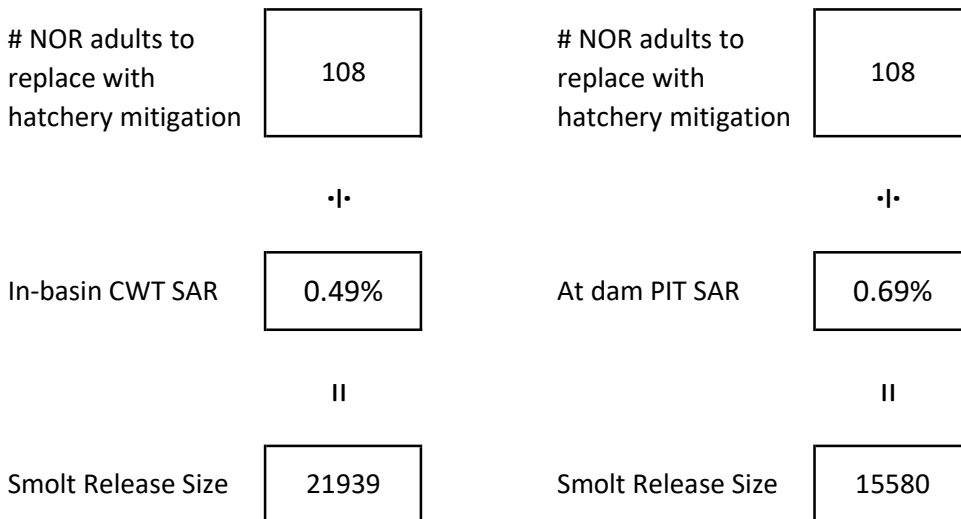 # NOR adults to
replace with
hatchery mitigation
108
# NOR adults to
replace with
hatchery mitigation
108
÷
÷
In-basin CWT SAR
0.49%
At dam PIT SAR
0.69%
=
=
Smolt Release Size
21939
Smolt Release Size
15580